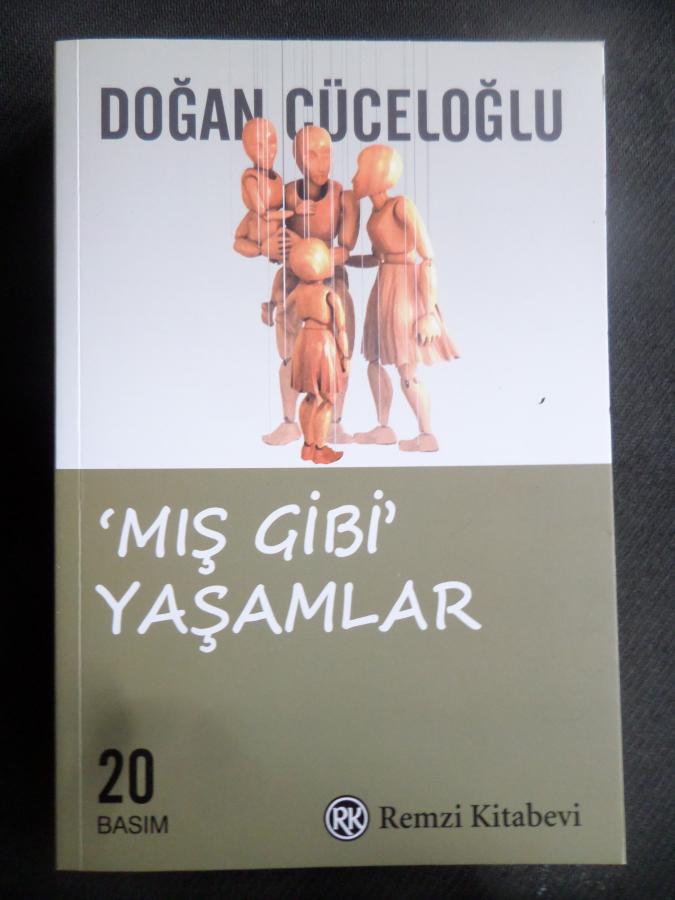 DOĞAN CÜCELOĞLU
‘MIŞ GİBİ’
YAŞAMLAR
20
BASIM
RK Remzi Kitabevi